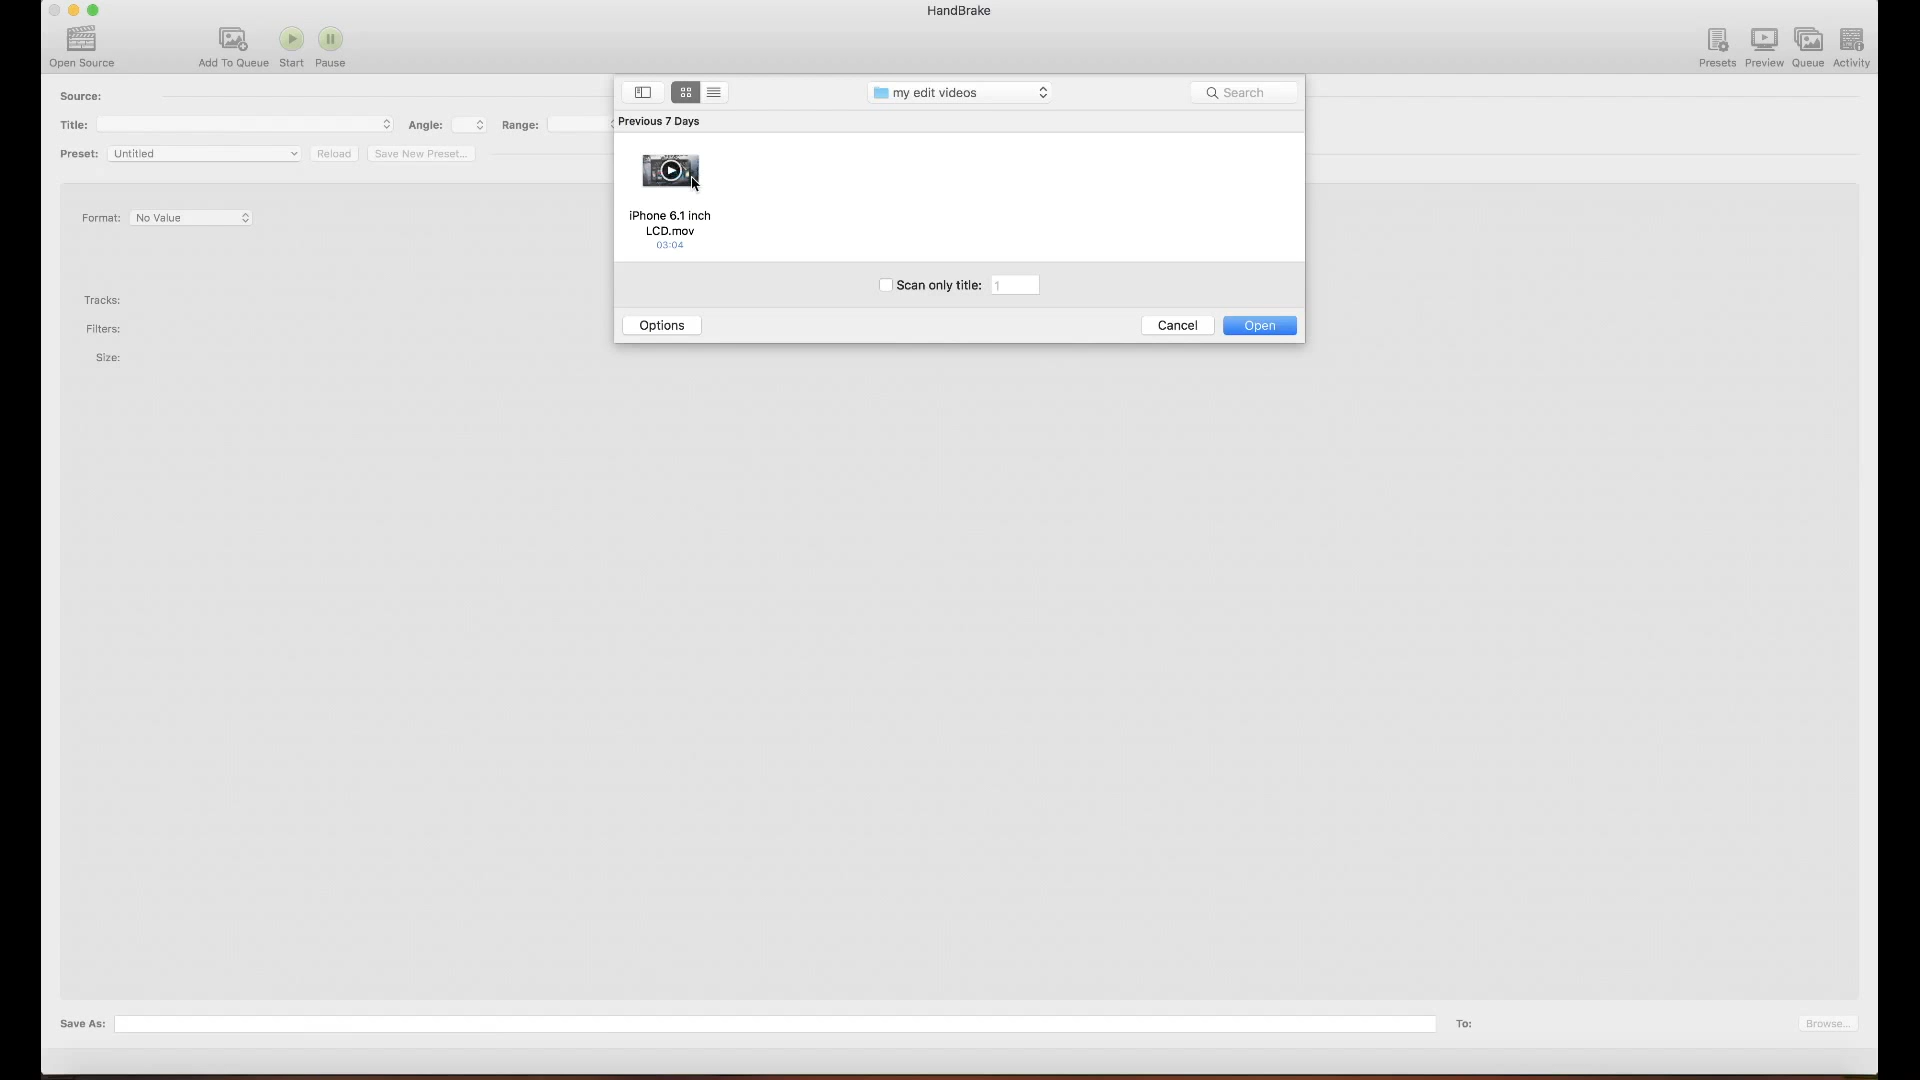 HandBrake
Open Source
Add To Queue
Start
Pause
Presets
Preview
Queue
Activity
my edit videos
Search
Source:
Title:
Angle:
Range:
Previous 7 Days
Preset:
Untitled
Reload
Save New Preset...
iPhone 6.1 inch
LCD.mov
03:04
Format:
No Value
Scan only title:
1
Tracks:
Options
Cancel
Open
Filters:
Size:
Save As:
To:
Browse...